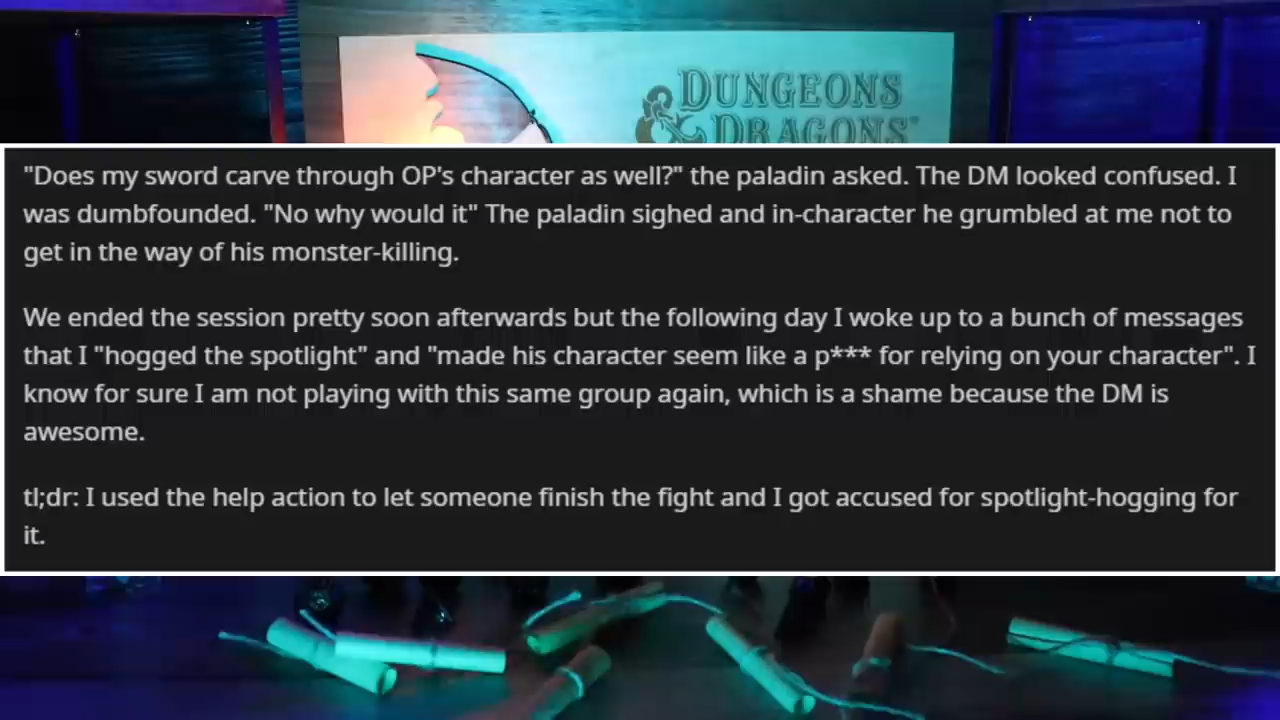 DUNGEONS
& DRAGONS
"Does my sword carve through OP's character as well?" the paladin asked. The DM looked confused. I
was dumbfounded. "No why would it" The paladin sighed and in-character he grumbled at me not to
get in the way of his monster-killing.
We ended the session pretty soon afterwards but the following day I woke up to a bunch of messages
that I "hogged the spotlight" and "made his character seem like a p*** for relying on your character". I
know for sure I am not playing with this same group again, which is a shame because the DM is
awesome.
tl;dr: I used the help action to let someone finish the fight and I got accused for spotlight-hogging for
it.